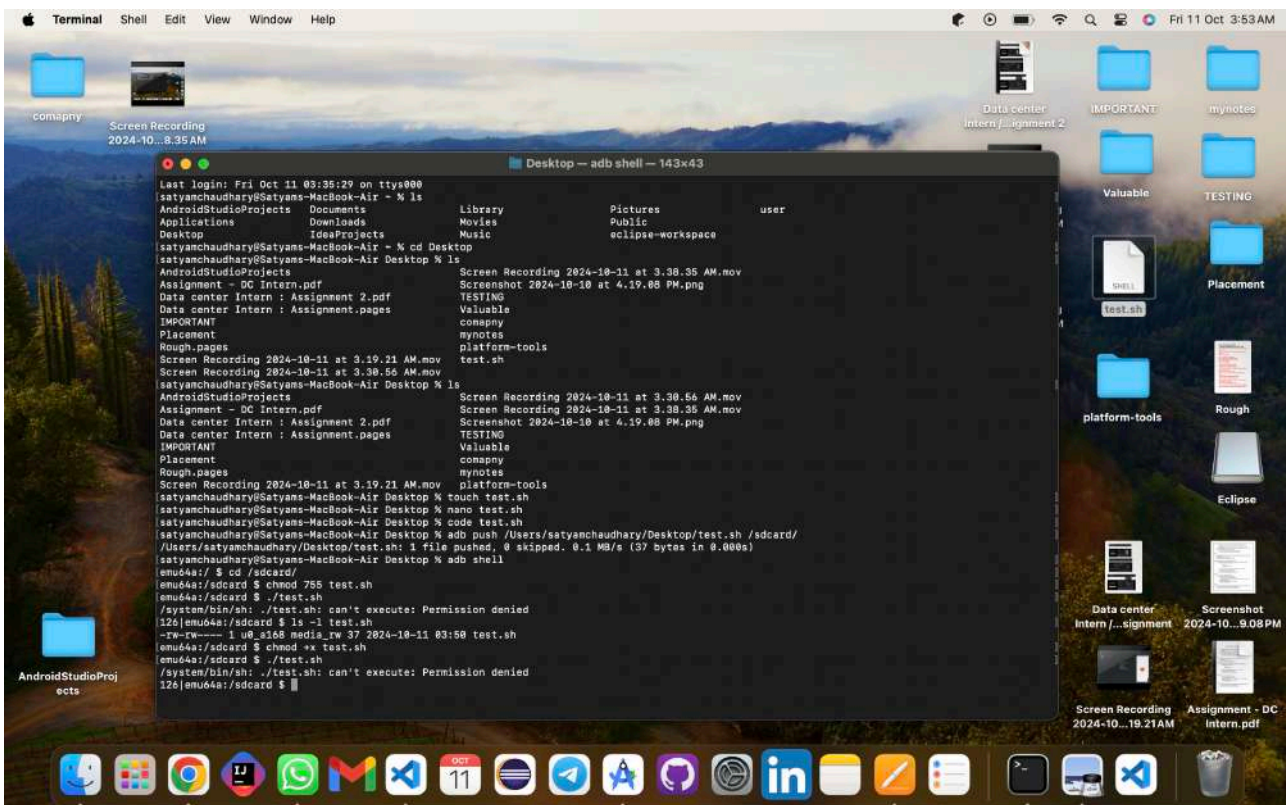 Terminal Shell Edit View Window Help
Fri 11 Oct 3:53 AM
comapny
Screen Recording
2024-10...8.35 AM
Data center
Intern /...ignment 2
IMPORTANT
mynotes
Valuable
TESTING
SHELL
test.sh
Placement
platform-tools
Rough
Eclipse
Data center
Intern /...signment
Screenshot
2024-10...9.08 PM
AndroidStudioProj
ects
Screen Recording
2024-10...19.21 AM
Assignment - DC
Intern.pdf
Desktop — adb shell — 143×43
Last login: Fri Oct 11 03:35:29 on ttys000
satyamchaudhary@Satyams-MacBook-Air ~ % ls
AndroidStudioProjects Documents Library Pictures user
Applications Downloads Movies Public
Desktop IdeaProjects Music eclipse-workspace
satyamchaudhary@Satyams-MacBook-Air ~ % cd Desktop
satyamchaudhary@Satyams-MacBook-Air Desktop % ls
AndroidStudioProjects Screen Recording 2024-10-11 at 3.38.35 AM.mov
Assignment - DC Intern.pdf Screenshot 2024-10-10 at 4.19.08 PM.png
Data center Intern : Assignment 2.pdf TESTING
Data center Intern : Assignment.pages Valuable
IMPORTANT comapny
Placement mynotes
Rough.pages platform-tools
Screen Recording 2024-10-11 at 3.19.21 AM.mov test.sh
Screen Recording 2024-10-11 at 3.30.56 AM.mov
satyamchaudhary@Satyams-MacBook-Air Desktop % ls
AndroidStudioProjects Screen Recording 2024-10-11 at 3.30.56 AM.mov
Assignment - DC Intern.pdf Screen Recording 2024-10-11 at 3.38.35 AM.mov
Data center Intern : Assignment 2.pdf Screenshot 2024-10-10 at 4.19.08 PM.png
Data center Intern : Assignment.pages TESTING
IMPORTANT Valuable
Placement comapny
Rough.pages mynotes
Screen Recording 2024-10-11 at 3.19.21 AM.mov platform-tools
satyamchaudhary@Satyams-MacBook-Air Desktop % touch test.sh
satyamchaudhary@Satyams-MacBook-Air Desktop % nano test.sh
satyamchaudhary@Satyams-MacBook-Air Desktop % code test.sh
satyamchaudhary@Satyams-MacBook-Air Desktop % adb push /Users/satyamchaudhary/Desktop/test.sh /sdcard/
/Users/satyamchaudhary/Desktop/test.sh: 1 file pushed, 0 skipped. 0.1 MB/s (37 bytes in 0.000s)
satyamchaudhary@Satyams-MacBook-Air Desktop % adb shell
emu64a:/ $ cd /sdcard/
emu64a:/sdcard $ chmod 755 test.sh
emu64a:/sdcard $ ./test.sh
/system/bin/sh: ./test.sh: can't execute: Permission denied
126|emu64a:/sdcard $ ls -l test.sh
-rw-rw---- 1 u0_a168 media_rw 37 2024-10-11 03:50 test.sh
emu64a:/sdcard $ chmod +x test.sh
emu64a:/sdcard $ ./test.sh
/system/bin/sh: ./test.sh: can't execute: Permission denied
126|emu64a:/sdcard $
OCT
11
in